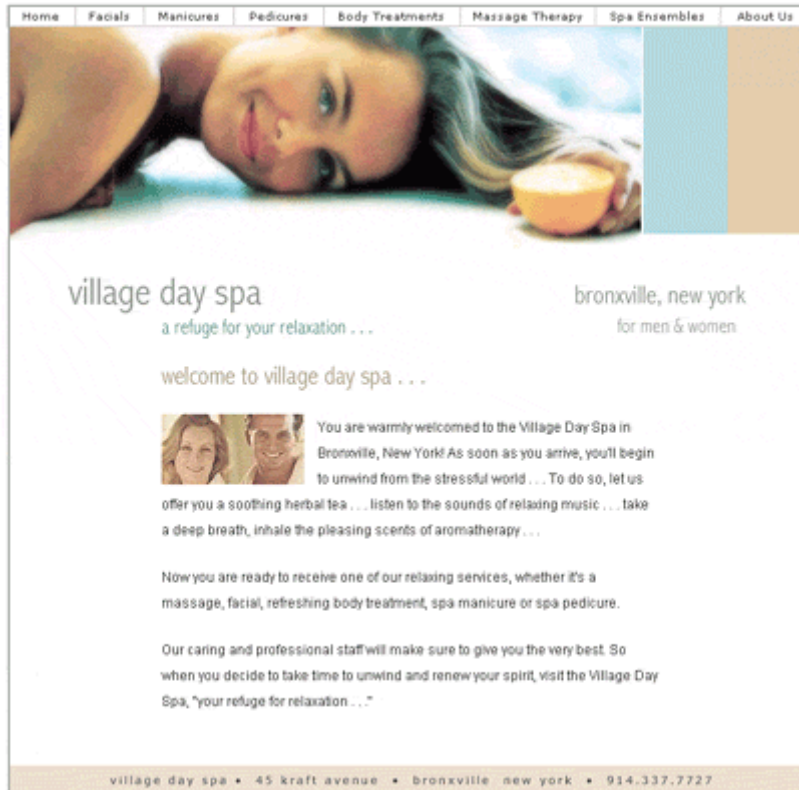 Home Facials Manicures Pedicures Body Treatments Massage Therapy Spa Ensembles About Us
village day spa
a refuge for your relaxation . . .
bronxville, new york
for men & women
welcome to village day spa . . .
You are warmly welcomed to the Village Day Spa in
Bronxville, New York! As soon as you arrive, you'll begin
to unwind from the stressful world . . . To do so, let us
offer you a soothing herbal tea . . . listen to the sounds of relaxing music . . . take
a deep breath, inhale the pleasing scents of aromatherapy . . .
Now you are ready to receive one of our relaxing services, whether it's a
massage, facial, refreshing body treatment, spa manicure or spa pedicure.
Our caring and professional staff will make sure to give you the very best. So
when you decide to take time to unwind and renew your spirit, visit the Village Day
Spa, "your refuge for relaxation . . ."
village day spa • 45 kraft avenue • bronxville new york • 914.337.7727